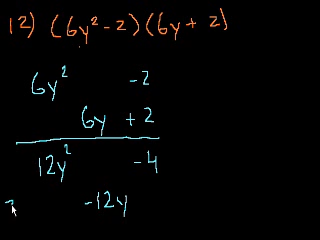 12) (6y² - 2)(6y + 2)
6y² -2
6y + 2
12y² - 4
-12y